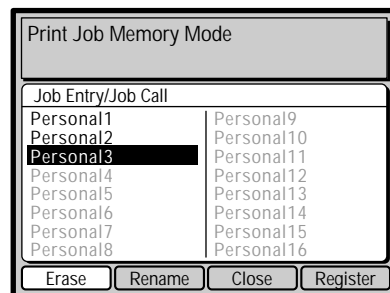 Print Job Memory Mode
Job Entry/Job Call
Personal1
Personal2
Personal3
Personal4
Personal5
Personal6
Personal7
Personal8
Personal9
Personal10
Personal11
Personal12
Personal13
Personal14
Personal15
Personal16
Erase Rename Close Register